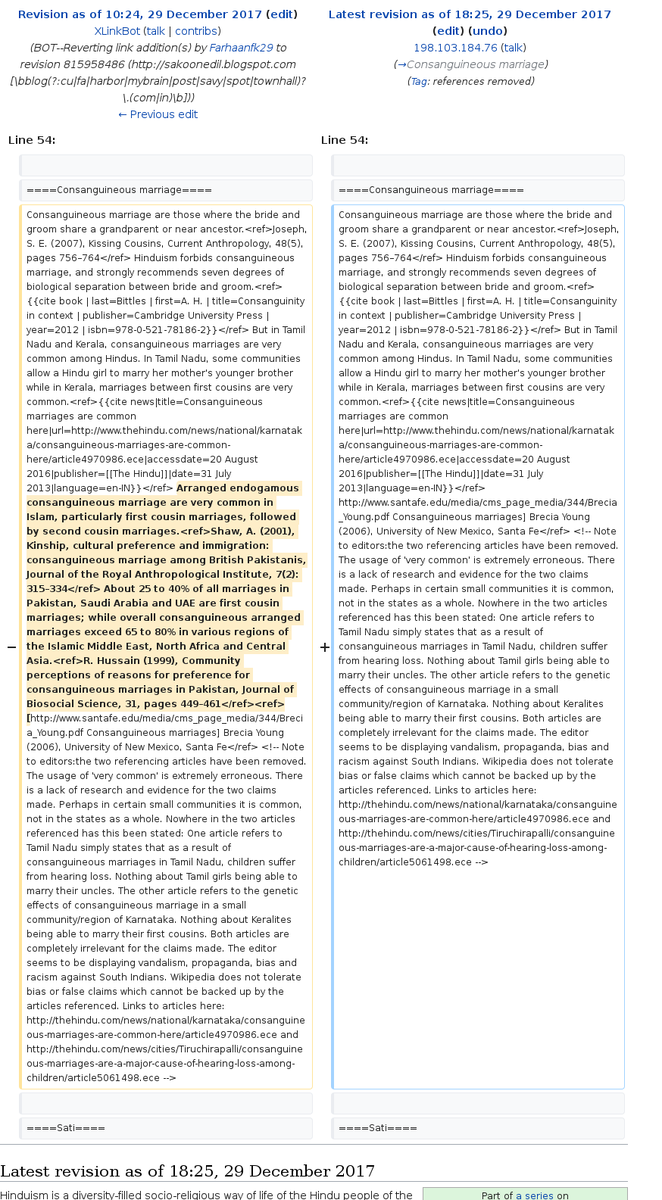 Revision as of 10:24, 29 December 2017 (edit)
XLinkBot (talk | contribs)
(BOT--Reverting link addition(s) by Farhaanfk29 to
revision 815958486 (http://sakoonedil.blogspot.com
[\bblog(?:cu|fa|harbor|mybrain|post|savy|spot|townhall)?
\.(com|in)\b]))
← Previous edit
Latest revision as of 18:25, 29 December 2017
(edit) (undo)
198.103.184.76 (talk)
(→Consanguineous marriage)
(Tag: references removed)
Line 54:
Line 54:
====Consanguineous marriage====
====Consanguineous marriage====
−
Consanguineous marriage are those where the bride and
groom share a grandparent or near ancestor.<ref>Joseph,
S. E. (2007), Kissing Cousins, Current Anthropology, 48(5),
pages 756–764</ref> Hinduism forbids consanguineous
marriage, and strongly recommends seven degrees of
biological separation between bride and groom.<ref>
{{cite book | last=Bittles | first=A. H. | title=Consanguinity
in context | publisher=Cambridge University Press |
year=2012 | isbn=978-0-521-78186-2}}</ref> But in Tamil
Nadu and Kerala, consanguineous marriages are very
common among Hindus. In Tamil Nadu, some communities
allow a Hindu girl to marry her mother's younger brother
while in Kerala, marriages between first cousins are very
common.<ref>{{cite news|title=Consanguineous
marriages are common
here|url=http://www.thehindu.com/news/national/karnatak
a/consanguineous-marriages-are-common-
here/article4970986.ece|accessdate=20 August
2016|publisher=[[The Hindu]]|date=31 July
2013|language=en-IN}}</ref> Arranged endogamous
consanguineous marriage are very common in
Islam, particularly first cousin marriages, followed
by second cousin marriages.<ref>Shaw, A. (2001),
Kinship, cultural preference and immigration:
consanguineous marriage among British Pakistanis,
Journal of the Royal Anthropological Institute, 7(2):
315–334</ref> About 25 to 40% of all marriages in
Pakistan, Saudi Arabia and UAE are first cousin
marriages; while overall consanguineous arranged
marriages exceed 65 to 80% in various regions of
the Islamic Middle East, North Africa and Central
Asia.<ref>R. Hussain (1999), Community
perceptions of reasons for preference for
consanguineous marriages in Pakistan, Journal of
Biosocial Science, 31, pages 449–461</ref><ref>
[http://www.santafe.edu/media/cms_page_media/344/Breci
a_Young.pdf Consanguineous marriages] Brecia Young
(2006), University of New Mexico, Santa Fe</ref> <!-- Note
to editors:the two referencing articles have been removed.
The usage of 'very common' is extremely erroneous. There
is a lack of research and evidence for the two claims
made. Perhaps in certain small communities it is common,
not in the states as a whole. Nowhere in the two articles
referenced has this been stated: One article refers to
Tamil Nadu simply states that as a result of
consanguineous marriages in Tamil Nadu, children suffer
from hearing loss. Nothing about Tamil girls being able to
marry their uncles. The other article refers to the genetic
effects of consanguineous marriage in a small
community/region of Karnataka. Nothing about Keralites
being able to marry their first cousins. Both articles are
completely irrelevant for the claims made. The editor
seems to be displaying vandalism, propaganda, bias and
racism against South Indians. Wikipedia does not tolerate
bias or false claims which cannot be backed up by the
articles referenced. Links to articles here:
http://thehindu.com/news/national/karnataka/consanguine
ous-marriages-are-common-here/article4970986.ece and
http://thehindu.com/news/cities/Tiruchirapalli/consanguine
ous-marriages-are-a-major-cause-of-hearing-loss-among-
children/article5061498.ece -->
+
Consanguineous marriage are those where the bride and
groom share a grandparent or near ancestor.<ref>Joseph,
S. E. (2007), Kissing Cousins, Current Anthropology, 48(5),
pages 756–764</ref> Hinduism forbids consanguineous
marriage, and strongly recommends seven degrees of
biological separation between bride and groom.<ref>
{{cite book | last=Bittles | first=A. H. | title=Consanguinity
in context | publisher=Cambridge University Press |
year=2012 | isbn=978-0-521-78186-2}}</ref> But in Tamil
Nadu and Kerala, consanguineous marriages are very
common among Hindus. In Tamil Nadu, some communities
allow a Hindu girl to marry her mother's younger brother
while in Kerala, marriages between first cousins are very
common.<ref>{{cite news|title=Consanguineous
marriages are common
here|url=http://www.thehindu.com/news/national/karnatak
a/consanguineous-marriages-are-common-
here/article4970986.ece|accessdate=20 August
2016|publisher=[[The Hindu]]|date=31 July
2013|language=en-IN}}</ref>
http://www.santafe.edu/media/cms_page_media/344/Brecia
_Young.pdf Consanguineous marriages] Brecia Young
(2006), University of New Mexico, Santa Fe</ref> <!-- Note
to editors:the two referencing articles have been removed.
The usage of 'very common' is extremely erroneous. There
is a lack of research and evidence for the two claims
made. Perhaps in certain small communities it is common,
not in the states as a whole. Nowhere in the two articles
referenced has this been stated: One article refers to
Tamil Nadu simply states that as a result of
consanguineous marriages in Tamil Nadu, children suffer
from hearing loss. Nothing about Tamil girls being able to
marry their uncles. The other article refers to the genetic
effects of consanguineous marriage in a small
community/region of Karnataka. Nothing about Keralites
being able to marry their first cousins. Both articles are
completely irrelevant for the claims made. The editor
seems to be displaying vandalism, propaganda, bias and
racism against South Indians. Wikipedia does not tolerate
bias or false claims which cannot be backed up by the
articles referenced. Links to articles here:
http://thehindu.com/news/national/karnataka/consanguine
ous-marriages-are-common-here/article4970986.ece and
http://thehindu.com/news/cities/Tiruchirapalli/consanguine
ous-marriages-are-a-major-cause-of-hearing-loss-among-
children/article5061498.ece -->
====Sati====
====Sati====
Latest revision as of 18:25, 29 December 2017
Hinduism is a diversity-filled socio-religious way of life of the Hindu people of the
Part of a series on